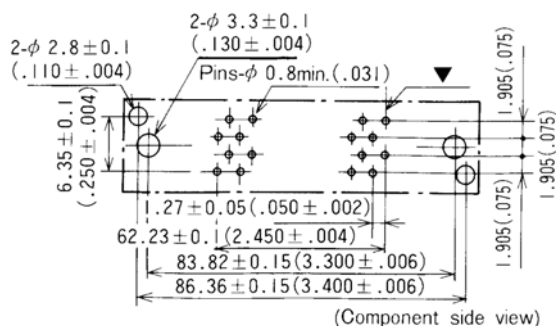 2-φ 3.3±0.1
(.130±.004)
2-φ 2.8±0.1
(.110±.004)
Pins-φ 0.8min.(.031)
6.35±0.1
(.250±.004)
1.905(.075)
1.905(.075)
1.905(.075)
.27±0.05(.050±.002)
62.23±0.1(2.450±.004)
83.82±0.15(3.300±.006)
86.36±0.15(3.400±.006)
(Component side view)